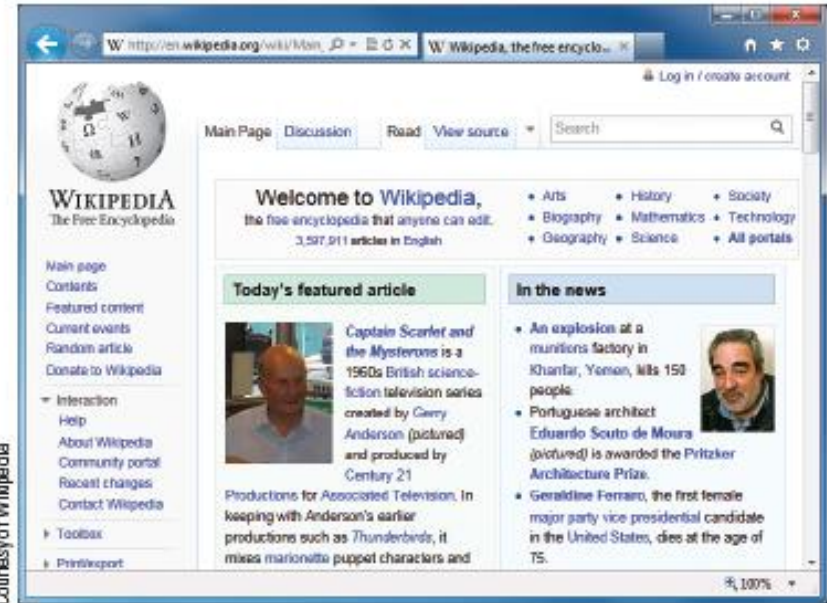 W http://en.wikipedia.org/wiki/Main_
W Wikipedia, the free encyclo...
Log in / create account
Main Page Discussion Read View source Search
WIKIPEDIA
The Free Encyclopedia
Main page
Contents
Featured content
Current events
Random article
Donate to Wikipedia
Interaction
Help
About Wikipedia
Community portal
Recent changes
Contact Wikipedia
Toolbox
Print/export
Welcome to Wikipedia,
the free encyclopedia that anyone can edit.
3,597,911 articles in English
• Arts • History • Society
• Biography • Mathematics • Technology
• Geography • Science • All portals
Today's featured article
Captain Scarlet and
the Mysterons is a
1960s British science-
fiction television series
created by Gerry
Anderson (pictured)
and produced by
Century 21
Productions for Associated Television. In
keeping with Anderson's earlier
productions such as Thunderbirds, it
mixes marionette puppet characters and
In the news
• An explosion at a
munitions factory in
Khanfar, Yemen, kills 150
people.
• Portuguese architect
Eduardo Souto de Moura
(pictured) is awarded the Pritzker
Architecture Prize.
• Geraldine Ferraro, the first female
major party vice presidential candidate
in the United States, dies at the age of
75.
100%
Courtesy of Wikipedia